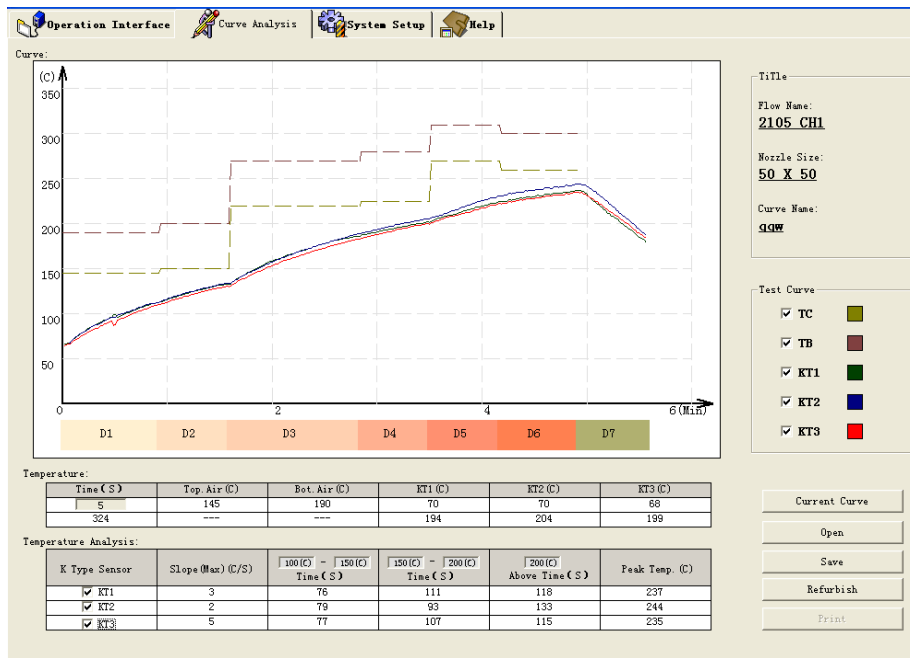 Operation Interface Curve Analysis System Setup Help
Curve:
(C)
350
300
250
200
150
100
50
0 2 4 6 (Min)
D1 D2 D3 D4 D5 D6 D7
TiTle
Flow Name:
2105 CH1
Nozzle Size:
50 X 50
Curve Name:
qqw
Test Curve
TC
TB
KT1
KT2
KT3
Temperature:
Time(S) Top.Air(C) Bot.Air(C) KT1(C) KT2(C) KT3(C)
5 145 190 70 70 68
324 --- --- 194 204 199
Temperature Analysis:
K Type Sensor Slope(Max)(C/S) 100(C) - 150(C) Time(S) 150(C) - 200(C) Time(S) 200(C) Above Time(S) Peak Temp.(C)
KT1 3 76 111 118 237
KT2 2 79 93 133 244
KT3 5 77 107 115 235
Current Curve
Open
Save
Refurbish
Print